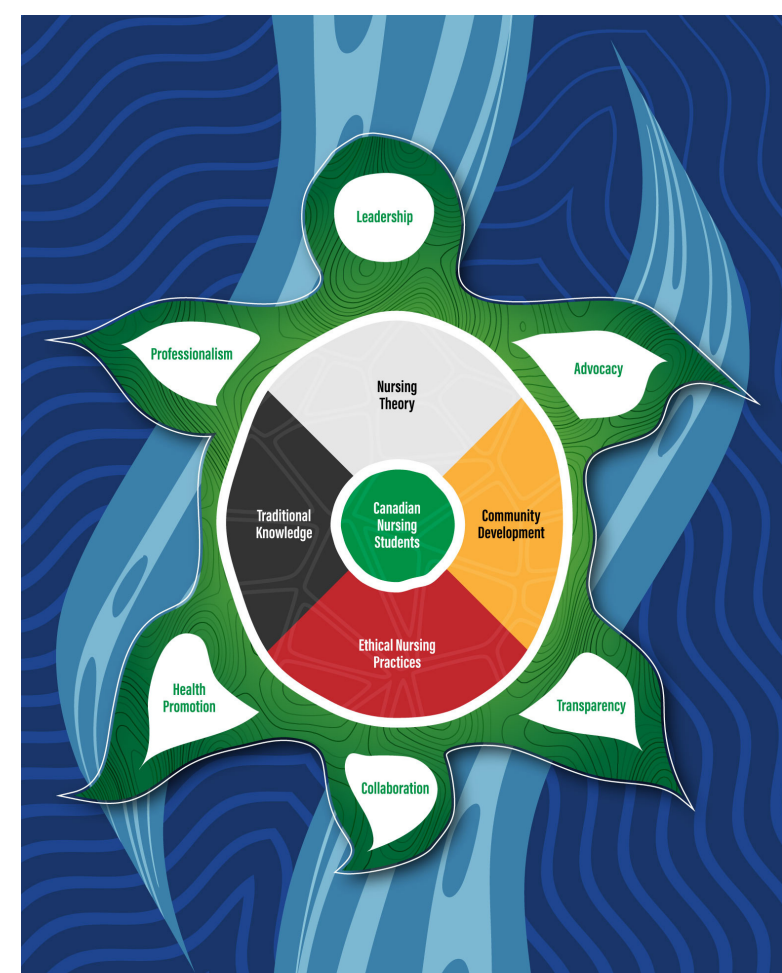 Leadership
Professionalism
Advocacy
Nursing
Theory
Traditional
Knowledge
Canadian
Nursing
Students
Community
Development
Ethical Nursing
Practices
Health
Promotion
Transparency
Collaboration